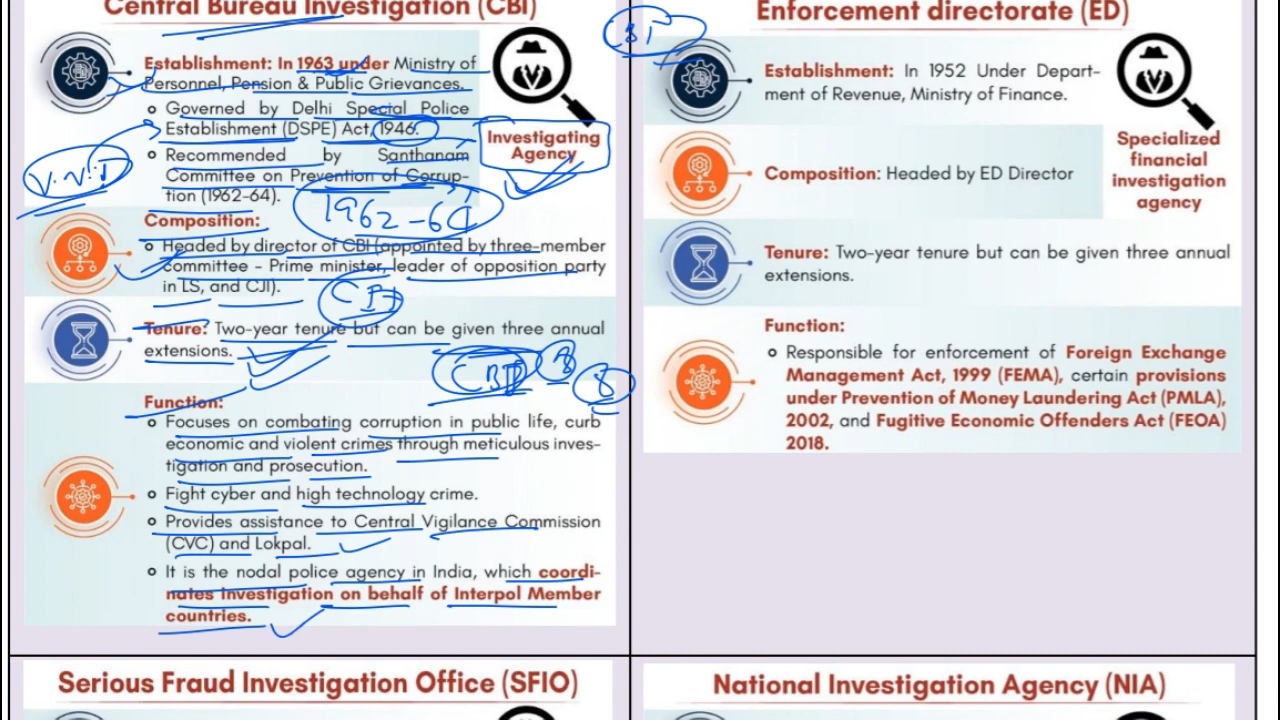 Central Bureau Investigation (CBI)
Establishment: In 1963 under Ministry of
Personnel, Pension & Public Grievances.
Governed by Delhi Special Police
Establishment (DSPE) Act, 1946.
Recommended by Santhanam
Committee on Prevention of Corrup-
tion (1962-64).
Investigating
Agency
V.V.I
1962-64
Composition:
Headed by director of CBI (appointed by three-member
committee - Prime minister, leader of opposition party
in LS, and CJI).
CBI
Tenure: Two-year tenure but can be given three annual
extensions.
CBI
Function:
Focuses on combating corruption in public life, curb
economic and violent crimes through meticulous inves-
tigation and prosecution.
Fight cyber and high technology crime.
Provides assistance to Central Vigilance Commission
(CVC) and Lokpal.
It is the nodal police agency in India, which coordi-
nates investigation on behalf of Interpol Member
countries.
Enforcement directorate (ED)
Establishment: In 1952 Under Depart-
ment of Revenue, Ministry of Finance.
Specialized
financial
investigation
agency
Composition: Headed by ED Director
Tenure: Two-year tenure but can be given three annual
extensions.
Function:
Responsible for enforcement of Foreign Exchange
Management Act, 1999 (FEMA), certain provisions
under Prevention of Money Laundering Act (PMLA),
2002, and Fugitive Economic Offenders Act (FEOA)
2018.
Serious Fraud Investigation Office (SFIO)
National Investigation Agency (NIA)